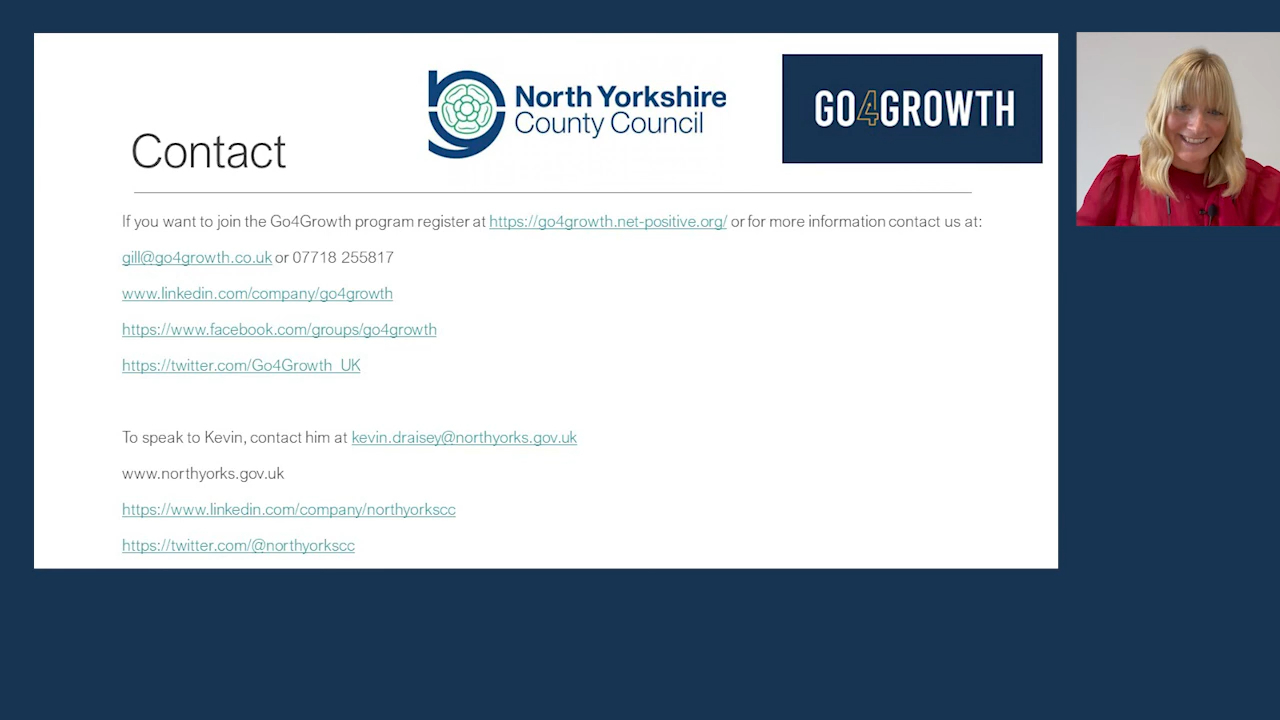 North Yorkshire
County Council
GO4GROWTH
Contact
If you want to join the Go4Growth program register at https://go4growth.net-positive.org/ or for more information contact us at:
gill@go4growth.co.uk or 07718 255817
www.linkedin.com/company/go4growth
https://www.facebook.com/groups/go4growth
https://twitter.com/Go4Growth_UK
To speak to Kevin, contact him at kevin.draisey@northyorks.gov.uk
www.northyorks.gov.uk
https://www.linkedin.com/company/northyorkscc
https://twitter.com/@northyorkscc